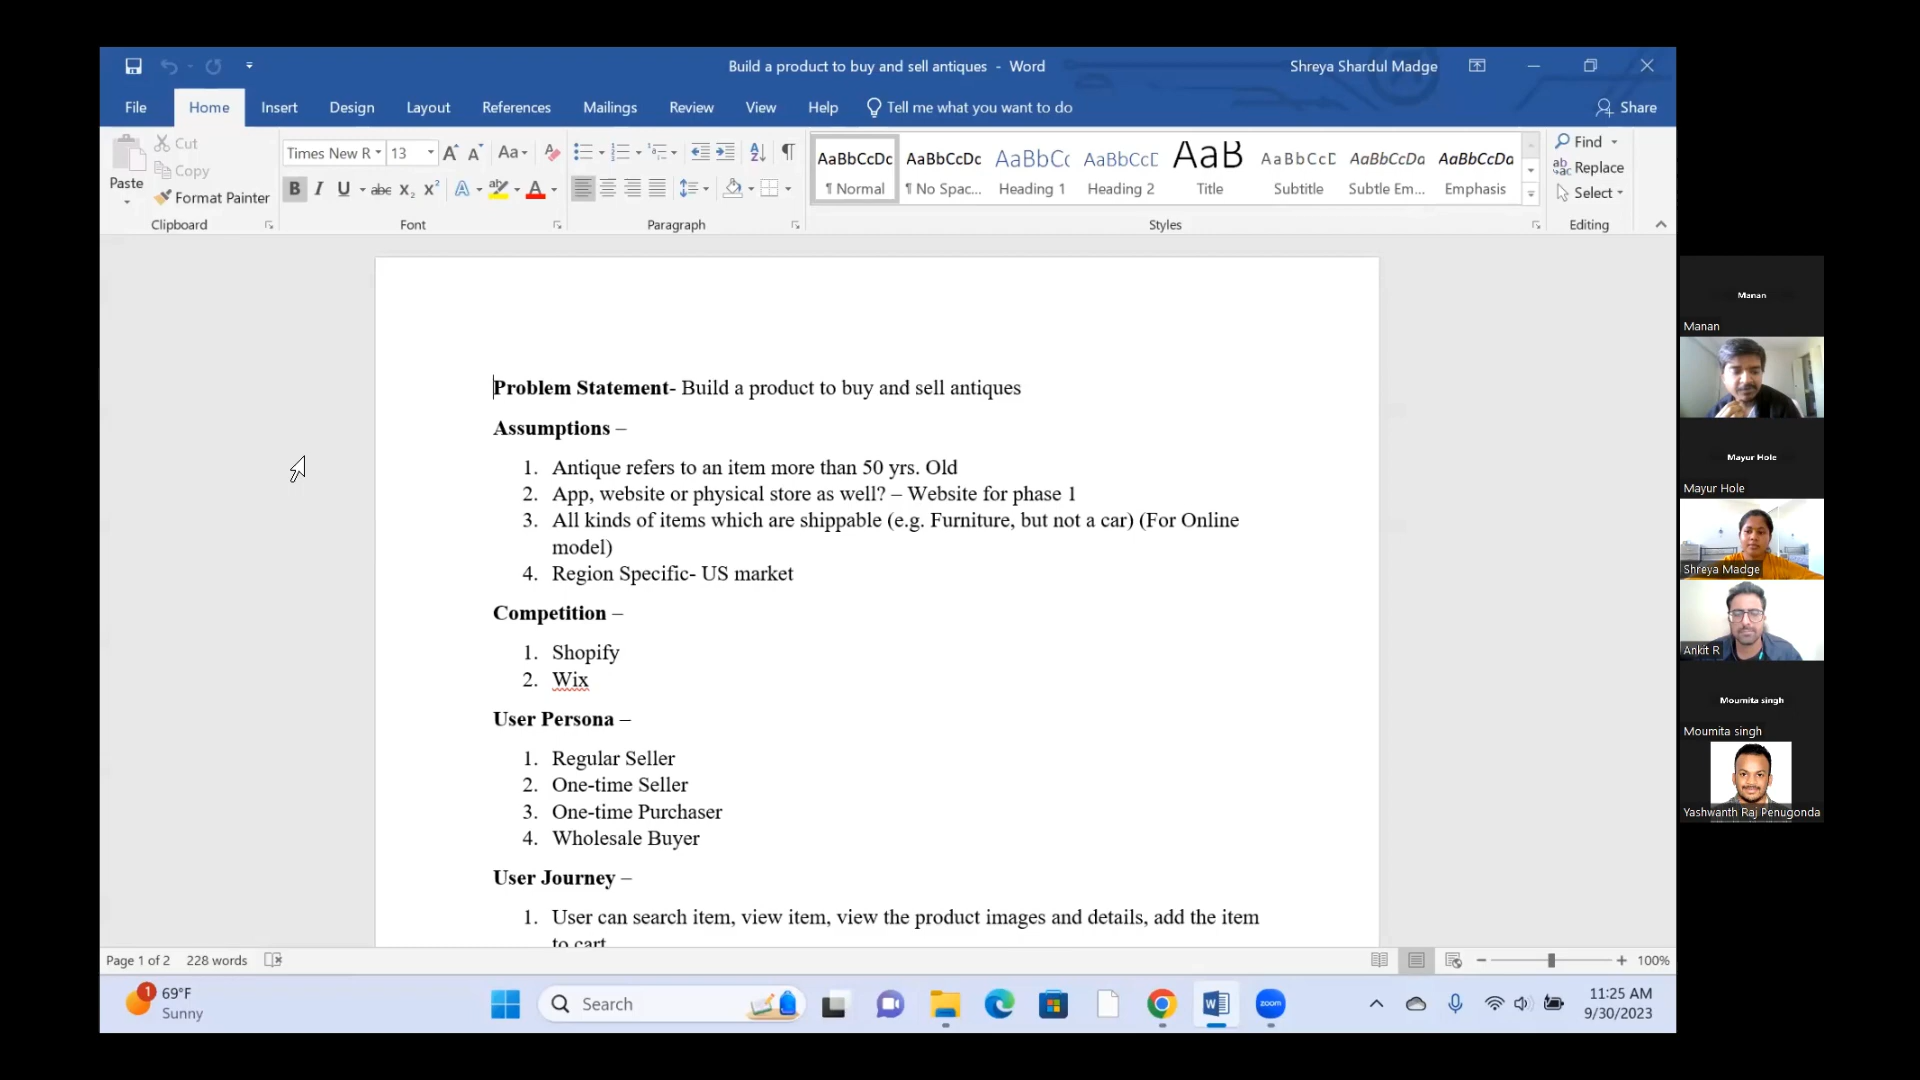 Build a product to buy and sell antiques - Word
Shreya Shardul Madge
File Home Insert Design Layout References Mailings Review View Help Tell me what you want to do
Share
Paste
Cut
Copy
Format Painter
Clipboard
Times New R 13
Font
Paragraph
AaBbCcDc AaBbCcDc AaBbCc AaBbCcD AaB AaBbCcD AaBbCcDa AaBbCcDa
¶ Normal ¶ No Spac... Heading 1 Heading 2 Title Subtitle Subtle Em... Emphasis
Styles
Find
Replace
Select
Editing
Problem Statement- Build a product to buy and sell antiques
Assumptions –
1. Antique refers to an item more than 50 yrs. Old
2. App, website or physical store as well? – Website for phase 1
3. All kinds of items which are shippable (e.g. Furniture, but not a car) (For Online
model)
4. Region Specific- US market
Competition –
1. Shopify
2. Wix
User Persona –
1. Regular Seller
2. One-time Seller
3. One-time Purchaser
4. Wholesale Buyer
User Journey –
1. User can search item, view item, view the product images and details, add the item
to cart
Manan
Manan
Mayur Hole
Mayur Hole
Shreya Madge
Ankit R
Moumita singh
Moumita singh
Yashwanth Raj Penugonda
Page 1 of 2 228 words
100%
1
69°F
Sunny
Search
zoom
11:25 AM
9/30/2023